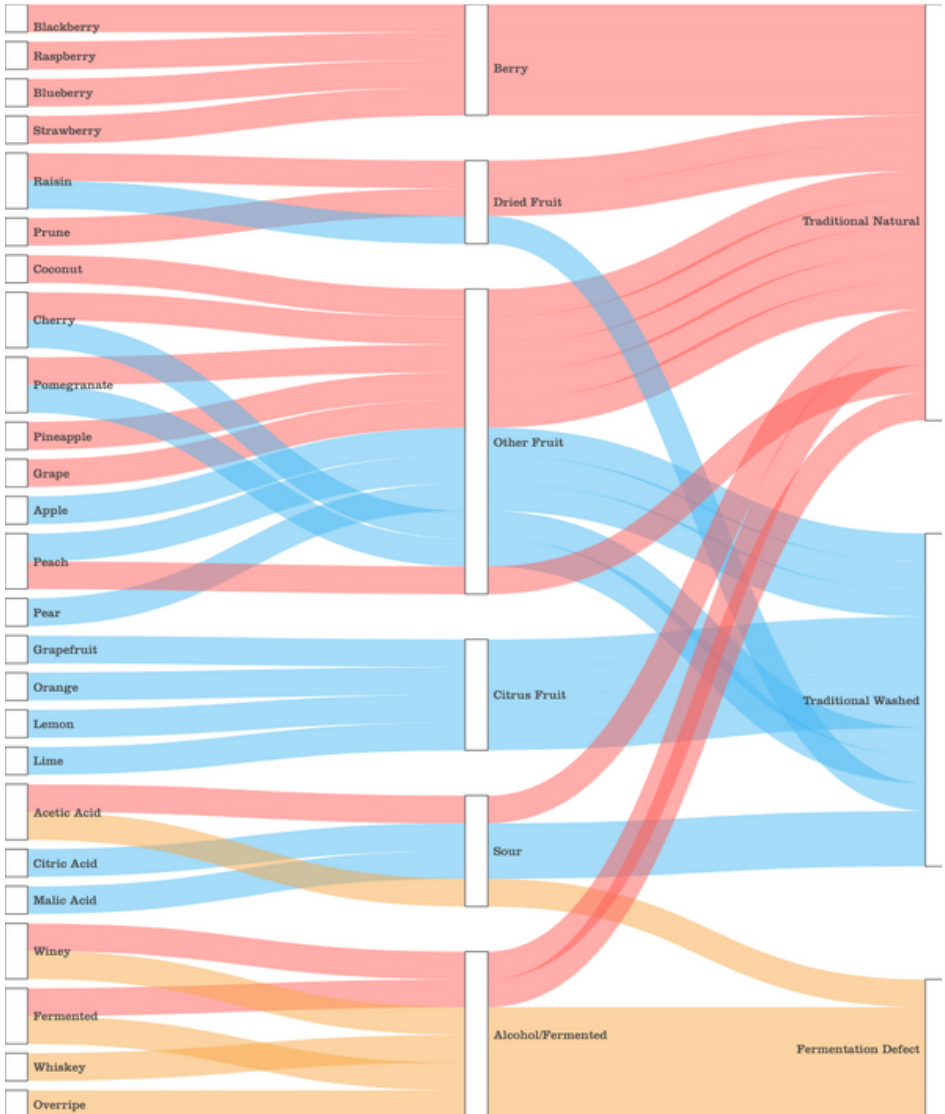 Blackberry
Raspberry
Blueberry
Strawberry
Raisin
Prune
Coconut
Cherry
Pomegranate
Pineapple
Grape
Apple
Peach
Pear
Grapefruit
Orange
Lemon
Lime
Acetic Acid
Citric Acid
Malic Acid
Winey
Fermented
Whiskey
Overripe
Berry
Dried Fruit
Other Fruit
Citrus Fruit
Sour
Alcohol/Fermented
Traditional Natural
Traditional Washed
Fermentation Defect